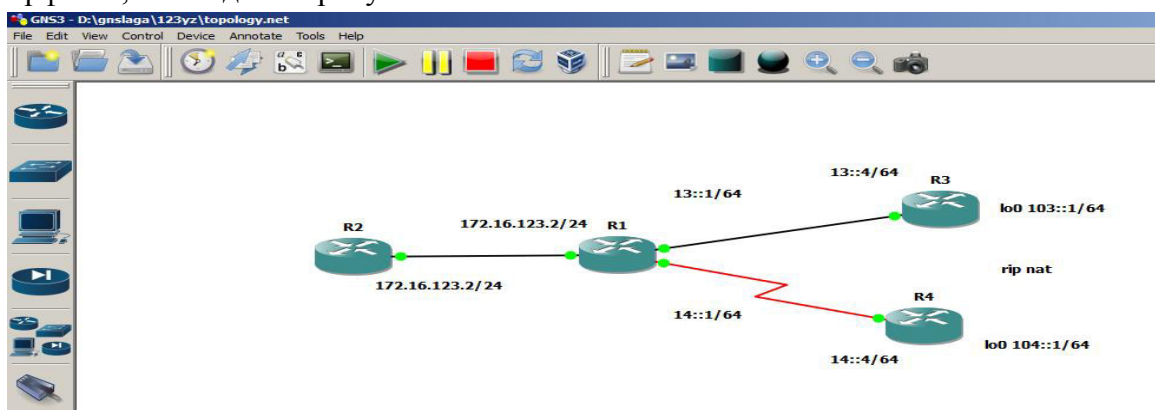 GNS3 - D:\gnslaga\123yz\topology.net
File Edit View Control Device Annotate Tools Help
13::4/64
R3
13::1/64
lo0 103::1/64
R2
172.16.123.2/24
R1
172.16.123.2/24
rip nat
14::1/64
R4
lo0 104::1/64
14::4/64